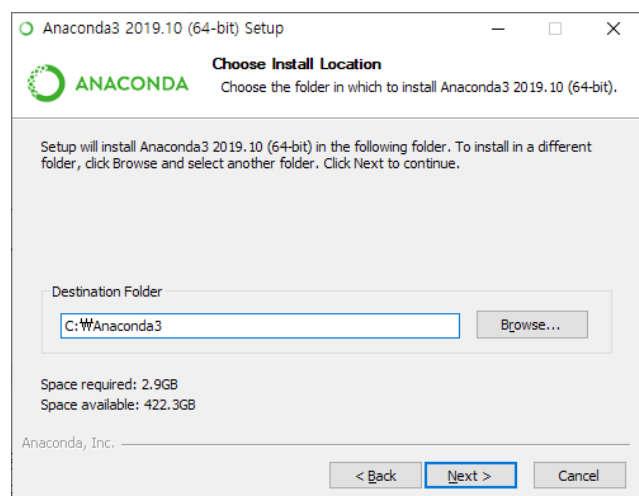 Anaconda3 2019.10 (64-bit) Setup
ANACONDA
Choose Install Location
Choose the folder in which to install Anaconda3 2019.10 (64-bit).
Setup will install Anaconda3 2019.10 (64-bit) in the following folder. To install in a different
folder, click Browse and select another folder. Click Next to continue.
Destination Folder
C:₩Anaconda3
Browse...
Space required: 2.9GB
Space available: 422.3GB
Anaconda, Inc.
< Back
Next >
Cancel